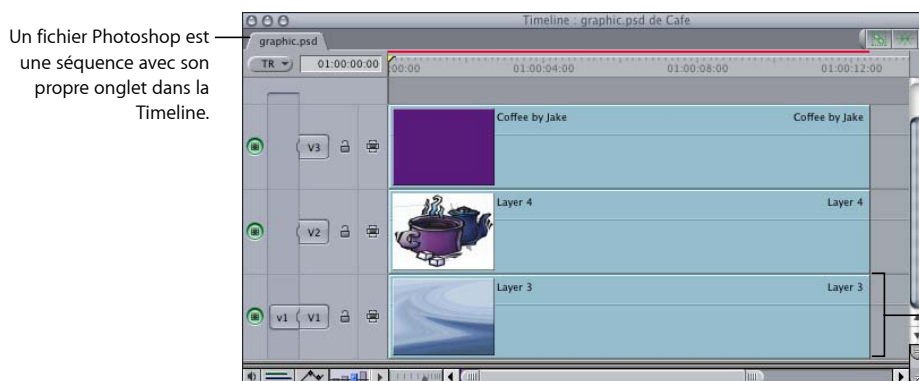 Un fichier Photoshop est
une séquence avec son
propre onglet dans la
Timeline.
Timeline : graphic.psd de Cafe
graphic.psd
TR
01:00:00:00
00:00
01:00:04:00
01:00:08:00
01:00:12:00
V3
Coffee by Jake
Coffee by Jake
V2
Layer 4
Layer 4
v1
V1
Layer 3
Layer 3